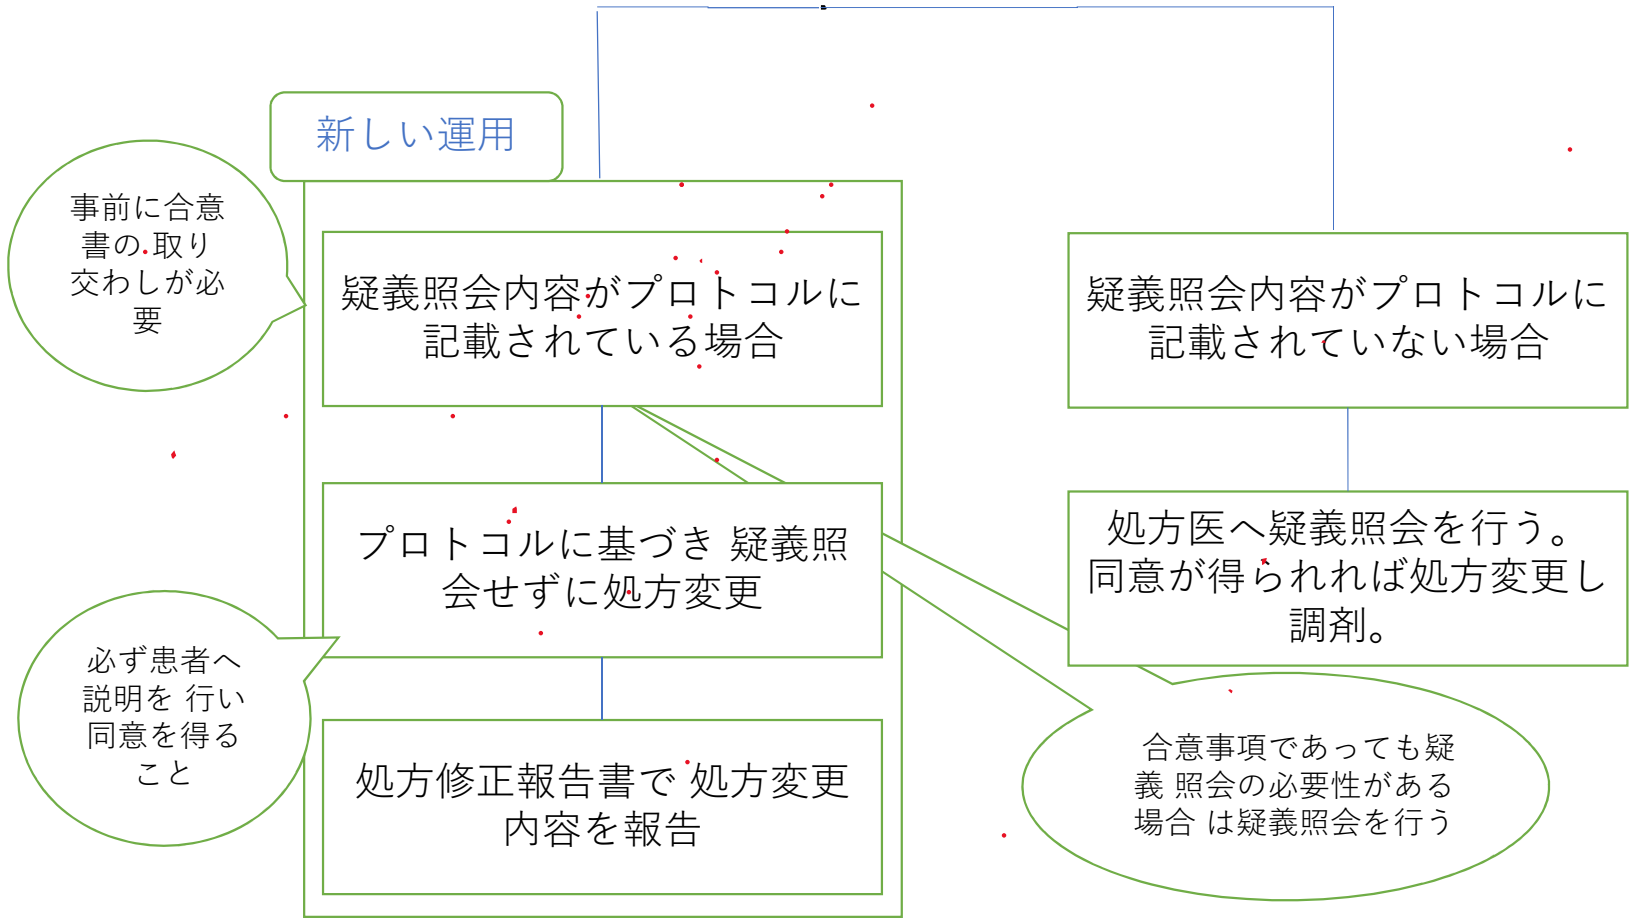 新しい運用
事前に合意
書の 取り
交わしが必
要
疑義照会内容がプロトコルに
記載されている場合
疑義照会内容がプロトコルに
記載されていない場合
プロトコルに基づき 疑義照
会せずに処方変更
処方医へ疑義照会を行う。
同意が得られれば処方変更し
調剤。
必ず患者へ
説明を 行い
同意を得る
こと
処方修正報告書で 処方変更
内容を報告
合意事項であっても疑
義 照会の必要性がある
場合 は疑義照会を行う